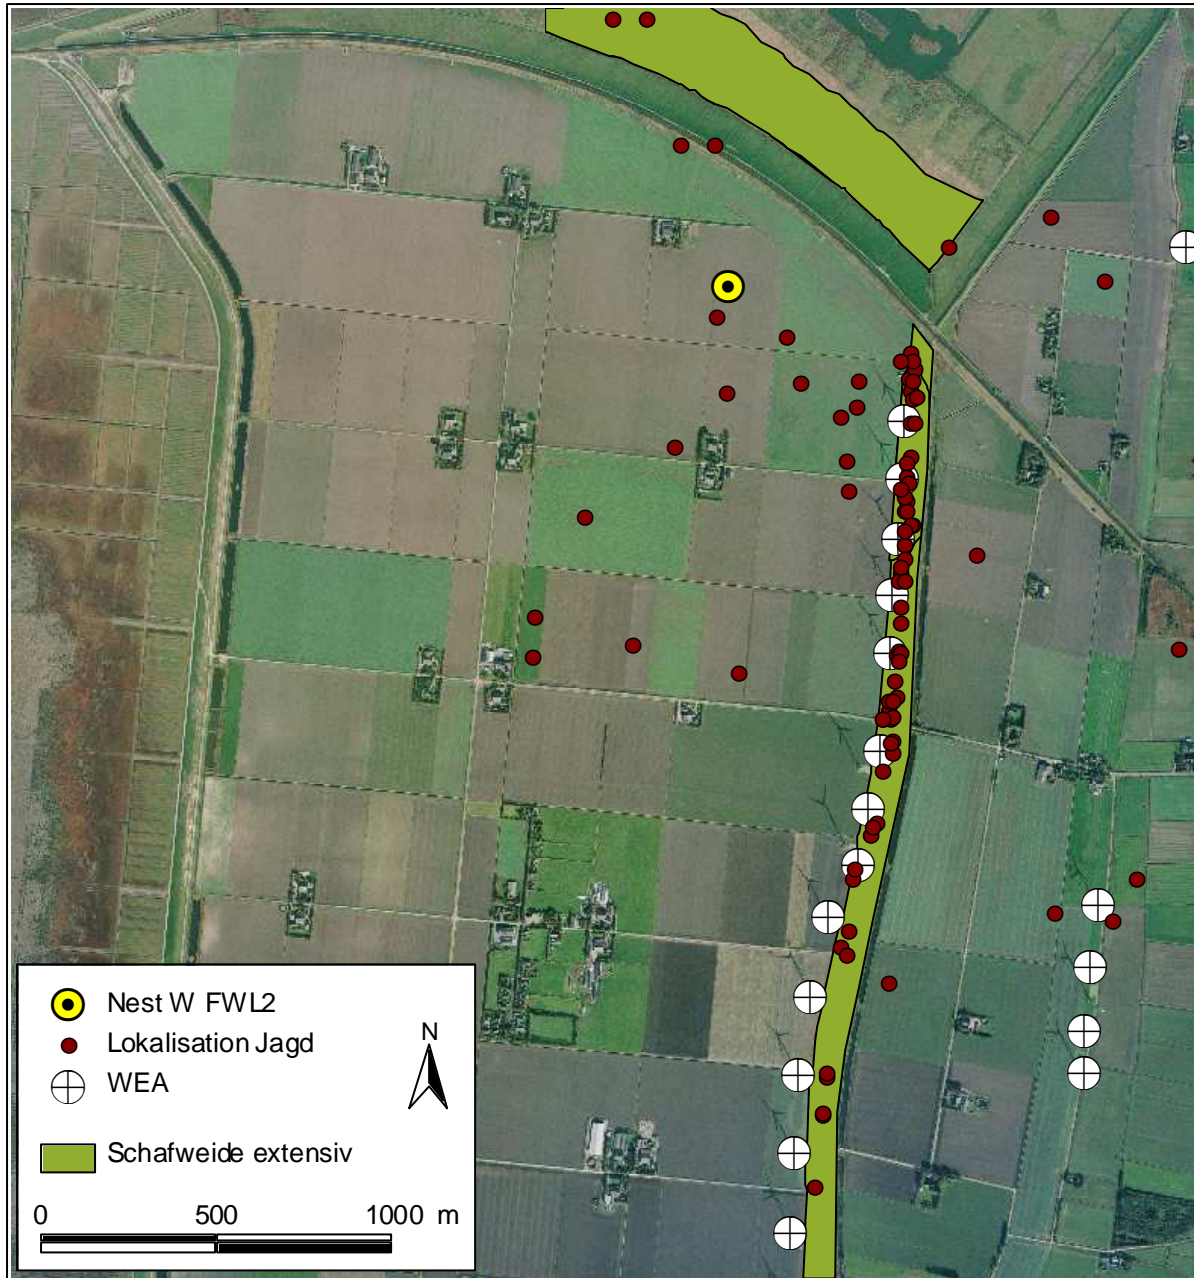 Nest W FWL2
Lokalisation Jagd
N
WEA
Schafweide extensiv
0 500 1000 m